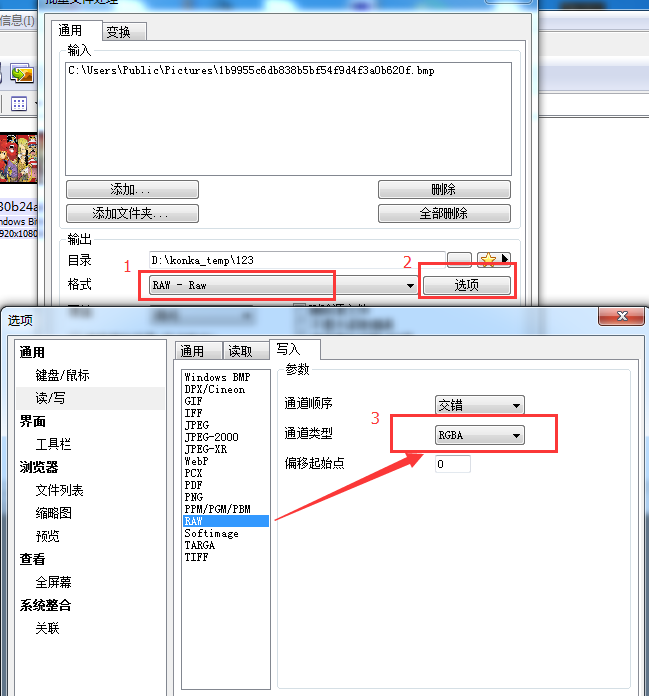 批量文件处理
信息(I)
通用 变换
输入
C:\Users\Public\Pictures\1b9955c6db838b5bf54f9d4f3a0b620f.bmp
添加... 删除
添加文件夹... 全部删除
80b24a
ndows Bi
920x1080
输出
目录 D:\konka_temp\123 ...
1 2
格式 RAW - Raw 选项
选项
通用
键盘/鼠标
读/写
界面
工具栏
浏览器
文件列表
缩略图
预览
查看
全屏幕
系统整合
关联
通用 读取 写入
Windows BMP
DPX/Cineon
GIF
IFF
JPEG
JPEG-2000
JPEG-XR
WebP
PCX
PDF
PNG
PPM/PGM/PBM
RAW
Softimage
TARGA
TIFF
参数
通道顺序 交错
3
通道类型 RGBA
偏移起始点 0